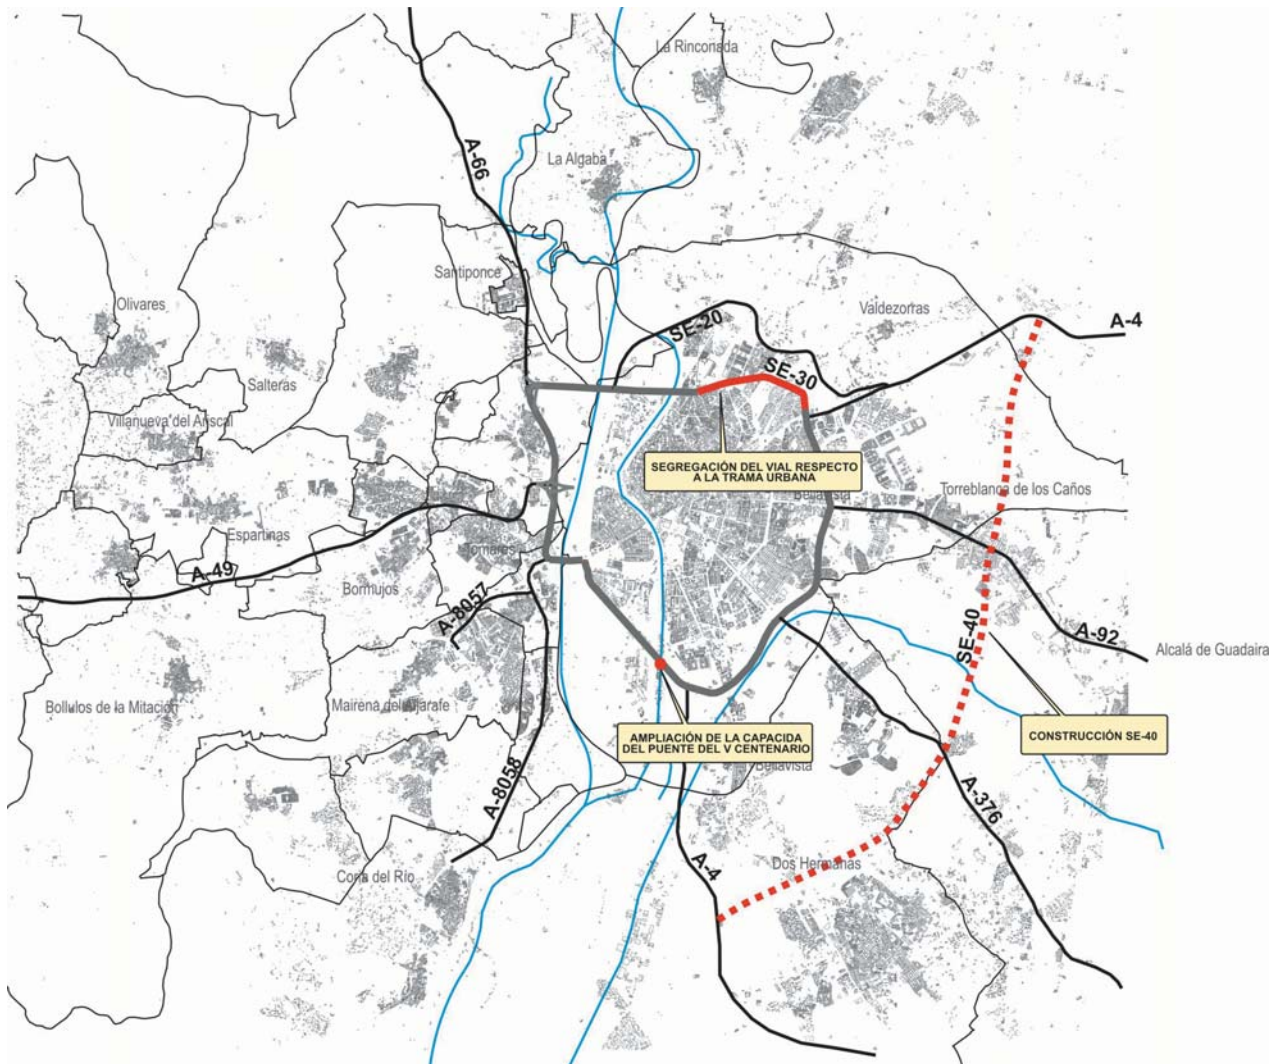 La Rinconada
A-66
La Algaba
Santiponce
Olivares
Valdezorras
A-4
SE-20
SE-30
Salteras
Villanueva del Ariscal
SEGREGACIÓN DEL VIAL RESPECTO
A LA TRAMA URBANA
Bellavista
Torreblanca de los Caños
Espartinas
Tomares
A-49
Bormujos
A-8057
SE-40
A-92
Alcalá de Guadaira
Bollulos de la Mitación
Mairena del Aljarafe
AMPLIACIÓN DE LA CAPACIDA
DEL PUENTE DEL V CENTENARIO
CONSTRUCCIÓN SE-40
Bellavista
A-8058
A-376
A-4
Dos Hermanas
Coria del Río